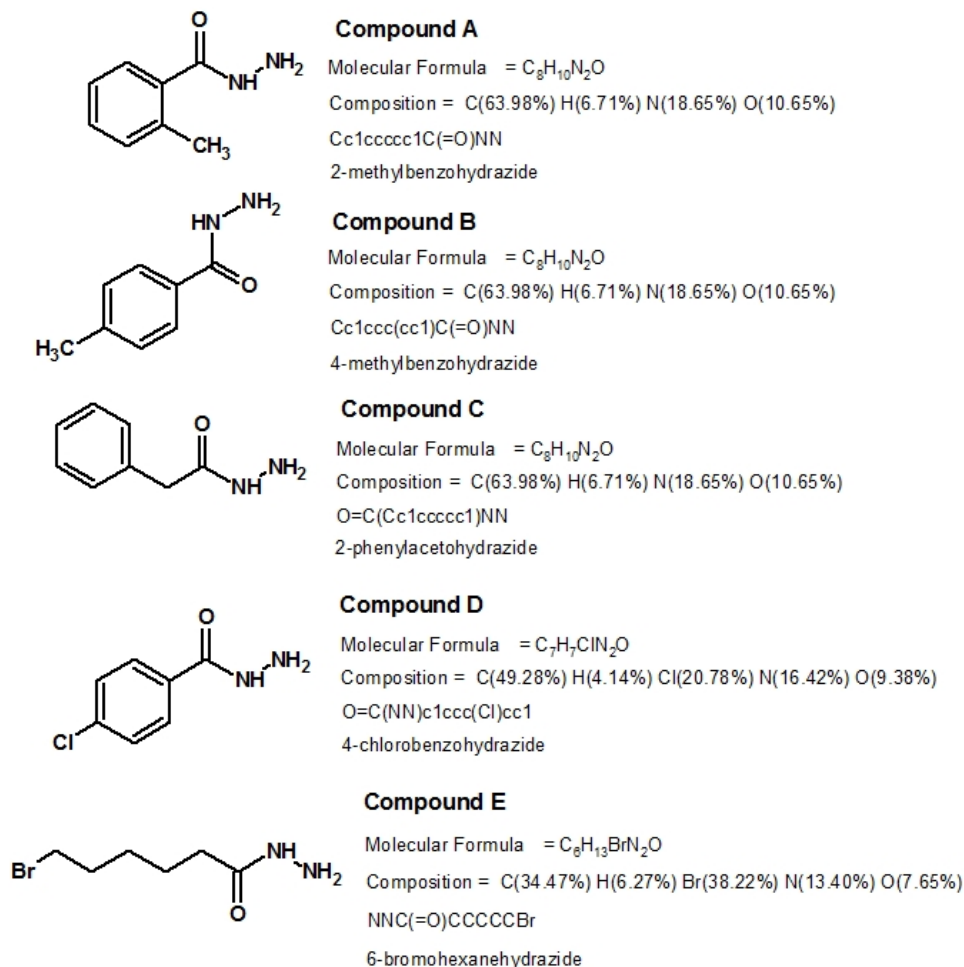 Compound A
O
NH2
NH
CH3
Molecular Formula = C8H10N2O
Composition = C(63.98%) H(6.71%) N(18.65%) O(10.65%)
Cc1ccccc1C(=O)NN
2-methylbenzohydrazide
Compound B
NH2
HN
O
H3C
Molecular Formula = C8H10N2O
Composition = C(63.98%) H(6.71%) N(18.65%) O(10.65%)
Cc1ccc(cc1)C(=O)NN
4-methylbenzohydrazide
Compound C
O
NH2
NH
Molecular Formula = C8H10N2O
Composition = C(63.98%) H(6.71%) N(18.65%) O(10.65%)
O=C(Cc1ccccc1)NN
2-phenylacetohydrazide
Compound D
O
NH2
NH
Cl
Molecular Formula = C7H7ClN2O
Composition = C(49.28%) H(4.14%) Cl(20.78%) N(16.42%) O(9.38%)
O=C(NN)c1ccc(Cl)cc1
4-chlorobenzohydrazide
Compound E
Br
NH
NH2
O
Molecular Formula = C6H13BrN2O
Composition = C(34.47%) H(6.27%) Br(38.22%) N(13.40%) O(7.65%)
NNC(=O)CCCCCBr
6-bromohexanehydrazide